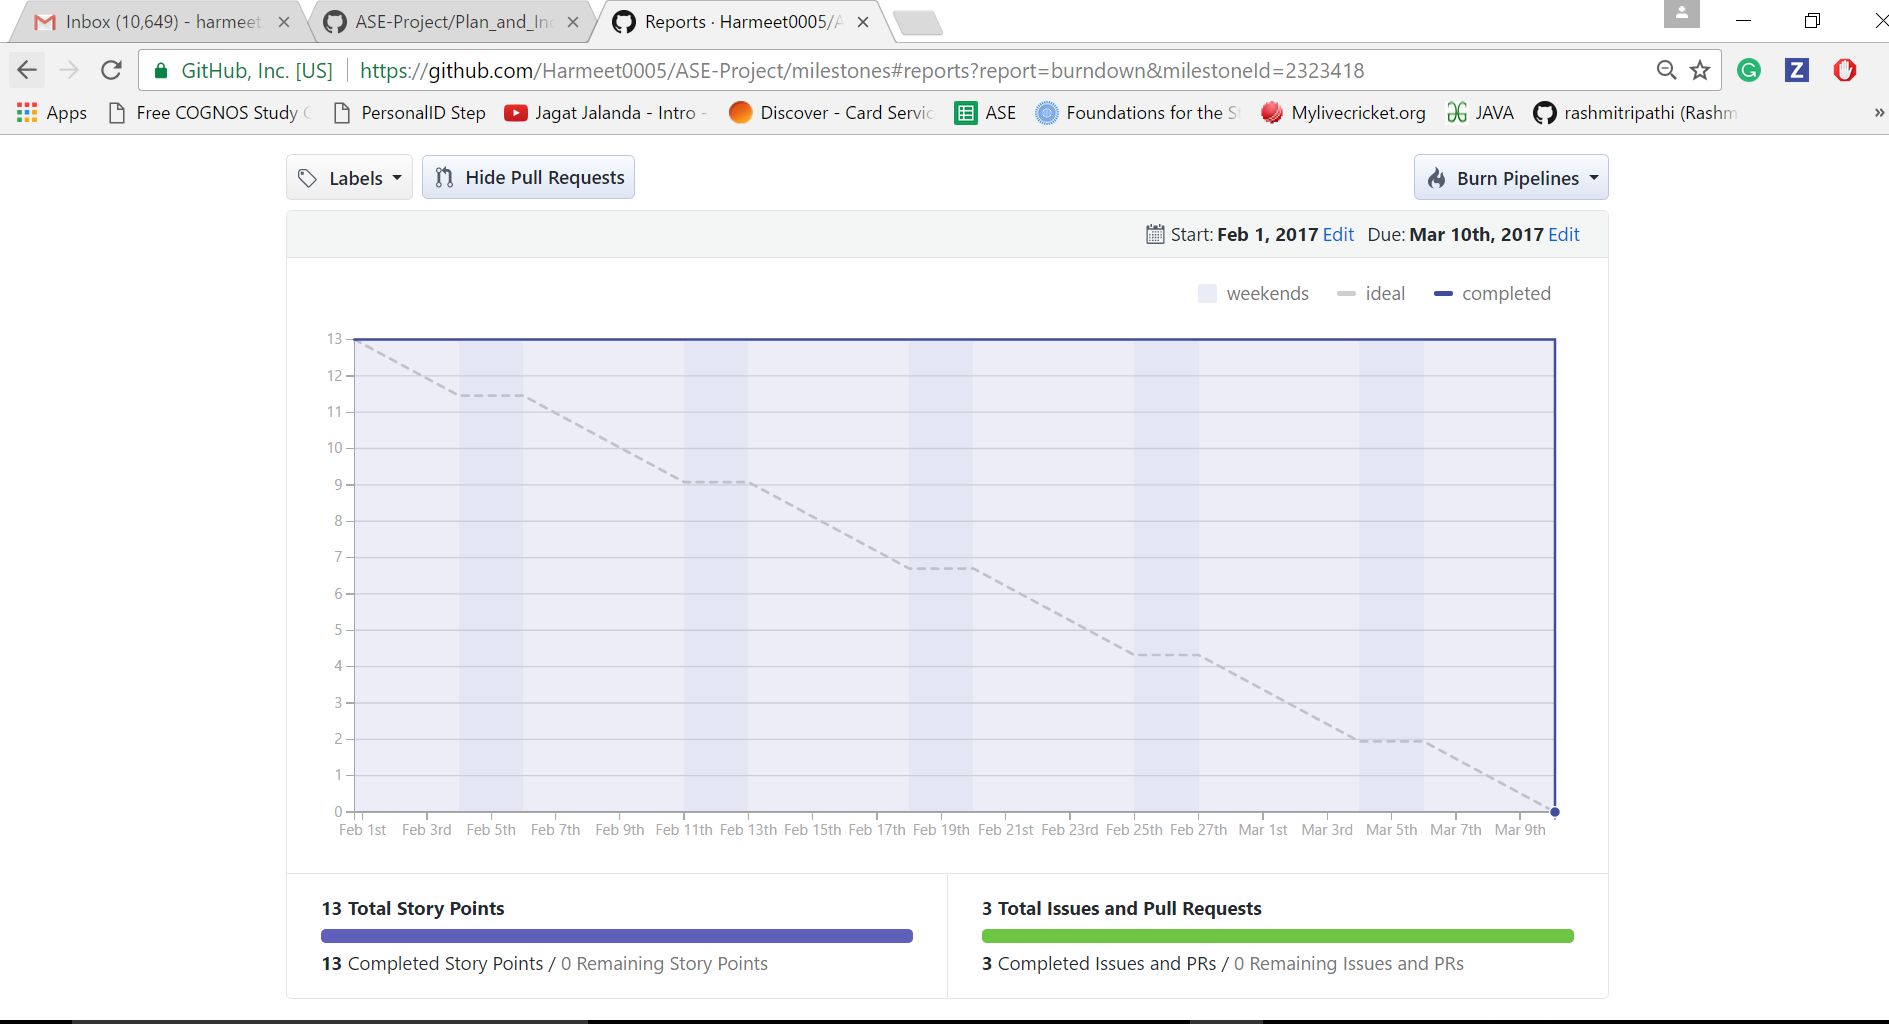 Inbox (10,649) - harmeet
ASE-Project/Plan_and_Inc
Reports · Harmeet0005/A
GitHub, Inc. [US]
https://github.com/Harmeet0005/ASE-Project/milestones#reports?report=burndown&milestoneId=2323418
Apps
Free COGNOS Study
PersonalID Step
Jagat Jalanda - Intro -
Discover - Card Servic
ASE
Foundations for the St
Mylivecricket.org
JAVA
rashmitripathi (Rashm
»
Labels
Hide Pull Requests
Burn Pipelines
Start: Feb 1, 2017 Edit Due: Mar 10th, 2017 Edit
weekends
ideal
completed
13
12
11
10
9
8
7
6
5
4
3
2
1
0
Feb 1st Feb 3rd Feb 5th Feb 7th Feb 9th Feb 11th Feb 13th Feb 15th Feb 17th Feb 19th Feb 21st Feb 23rd Feb 25th Feb 27th Mar 1st Mar 3rd Mar 5th Mar 7th Mar 9th
13 Total Story Points
13 Completed Story Points / 0 Remaining Story Points
3 Total Issues and Pull Requests
3 Completed Issues and PRs / 0 Remaining Issues and PRs